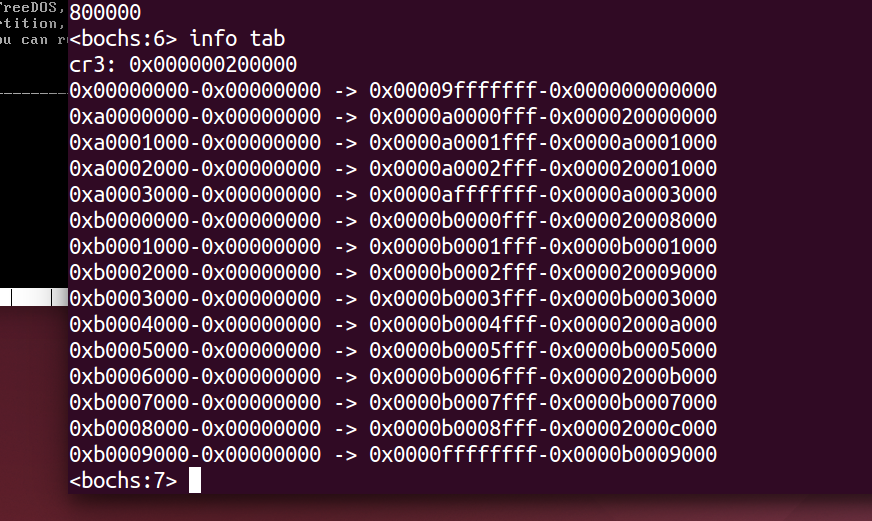 reeDOS,
rtition,
ou can r
800000
<bochs:6> info tab
cr3: 0x000000200000
0x00000000-0x00000000 -> 0x00009fffffff-0x000000000000
0xa0000000-0x00000000 -> 0x0000a0000fff-0x000020000000
0xa0001000-0x00000000 -> 0x0000a0001fff-0x0000a0001000
0xa0002000-0x00000000 -> 0x0000a0002fff-0x000020001000
0xa0003000-0x00000000 -> 0x0000afffffff-0x0000a0003000
0xb0000000-0x00000000 -> 0x0000b0000fff-0x000020008000
0xb0001000-0x00000000 -> 0x0000b0001fff-0x0000b0001000
0xb0002000-0x00000000 -> 0x0000b0002fff-0x000020009000
0xb0003000-0x00000000 -> 0x0000b0003fff-0x0000b0003000
0xb0004000-0x00000000 -> 0x0000b0004fff-0x00002000a000
0xb0005000-0x00000000 -> 0x0000b0005fff-0x0000b0005000
0xb0006000-0x00000000 -> 0x0000b0006fff-0x00002000b000
0xb0007000-0x00000000 -> 0x0000b0007fff-0x0000b0007000
0xb0008000-0x00000000 -> 0x0000b0008fff-0x00002000c000
0xb0009000-0x00000000 -> 0x0000ffffffff-0x0000b0009000
<bochs:7>